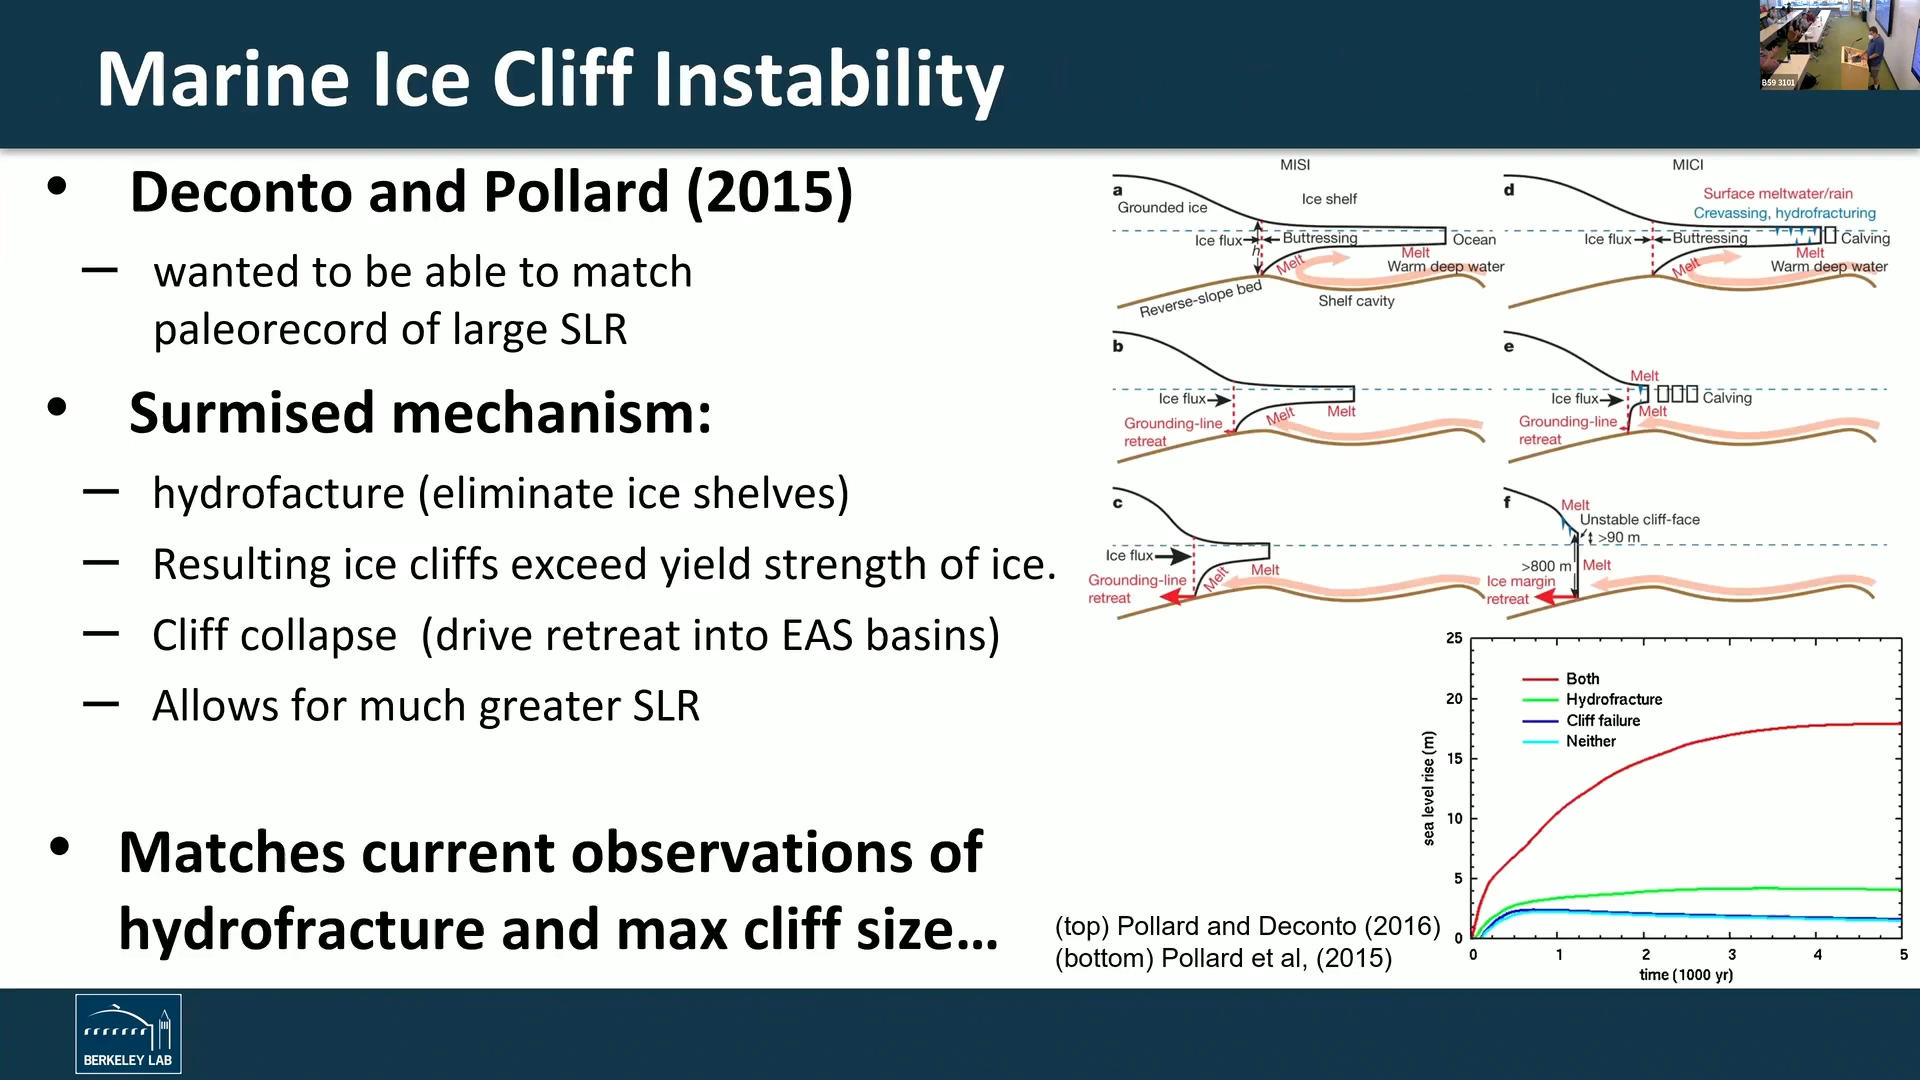 Marine Ice Cliff Instability
B59 3101
• Deconto and Pollard (2015)
– wanted to be able to match
paleorecord of large SLR
• Surmised mechanism:
– hydrofacture (eliminate ice shelves)
– Resulting ice cliffs exceed yield strength of ice.
– Cliff collapse  (drive retreat into EAS basins)
– Allows for much greater SLR
• Matches current observations of
hydrofracture and max cliff size…
MISI
a
Grounded ice
Ice shelf
Ice flux
h
Buttressing
Ocean
Melt
Melt
Warm deep water
Reverse-slope bed
Shelf cavity
b
Ice flux
Grounding-line
retreat
Melt
Melt
c
Ice flux
Grounding-line
retreat
Melt
Melt
MICI
d
Surface meltwater/rain
Crevassing, hydrofracturing
Ice flux
Buttressing
Calving
Melt
Melt
Warm deep water
e
Melt
Ice flux
Calving
Melt
Grounding-line
retreat
f
Melt
Unstable cliff-face
>90 m
>800 m
Melt
Ice margin
retreat
25
20
15
10
5
0
sea level rise (m)
Both
Hydrofracture
Cliff failure
Neither
0 1 2 3 4 5
time (1000 yr)
(top) Pollard and Deconto (2016)
(bottom) Pollard et al, (2015)
BERKELEY LAB